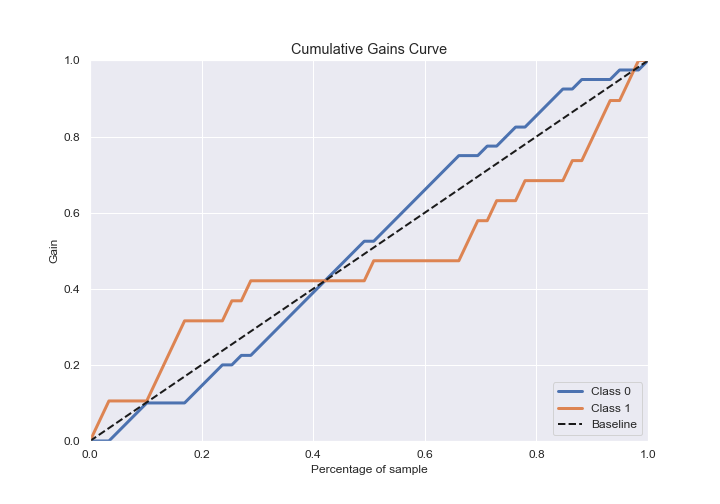 Cumulative Gains Curve
1.0
0.8
0.6
0.4
0.2
0.0
Gain
0.0 0.2 0.4 0.6 0.8 1.0
Percentage of sample
Class 0
Class 1
Baseline